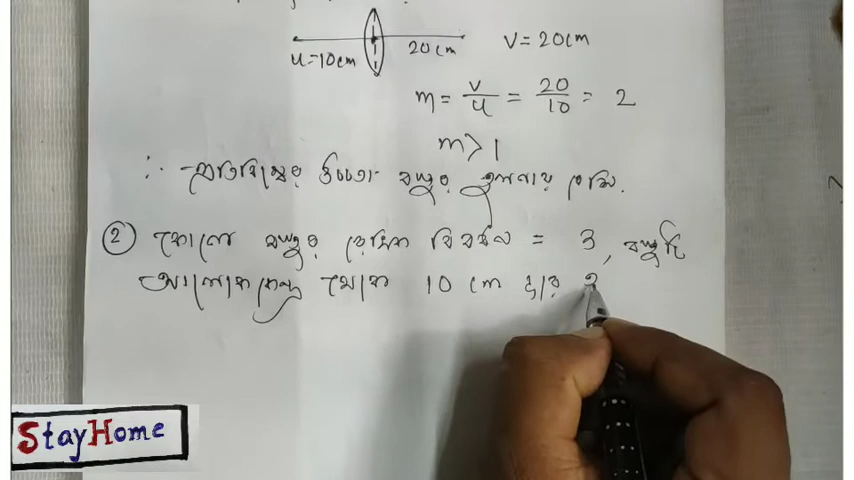 u=10cm 20cm V=20cm
m = V/u = 20/10 = 2
m > 1
∴ প্রতিবিম্বের উচ্চতা বস্তুর তুলনায় বেশি.
② কোনো বস্তুর রৈখিক বিবর্ধন = 3, বস্তুটি
আলোককেন্দ্র থেকে 10 cm দূরে
StayHome